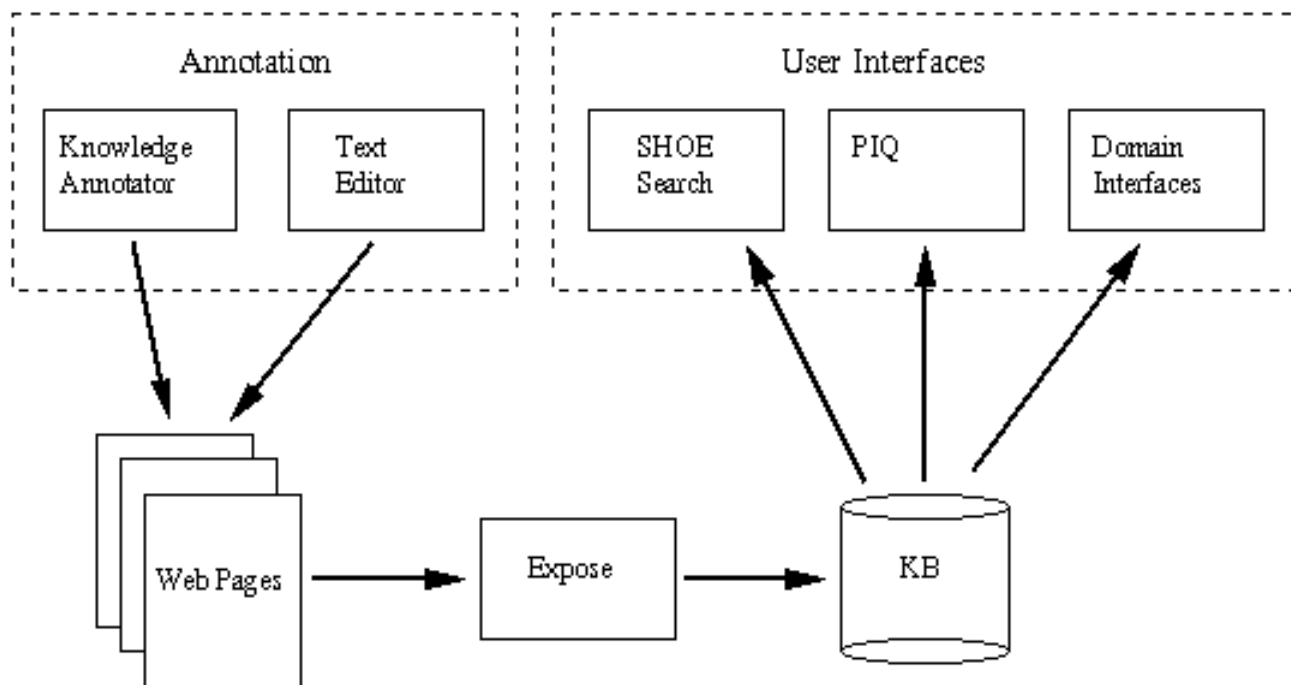 Annotation
User Interfaces
Knowledge
Annotator
Text
Editor
SHOE
Search
PIQ
Domain
Interfaces
Web Pages
Expose
KB